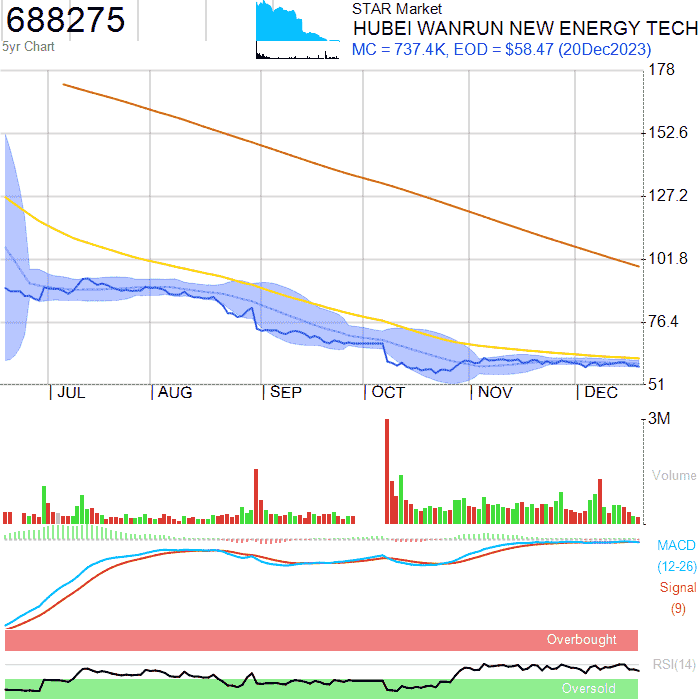 688275
5yr Chart
STAR Market
HUBEI WANRUN NEW ENERGY TECH
MC = 737.4K, EOD = $58.47 (20Dec2023)
178
152.6
127.2
101.8
76.4
51
JUL
AUG
SEP
OCT
NOV
DEC
3M
Volume
MACD
(12-26)
Signal
(9)
Overbought
RSI(14)
Oversold